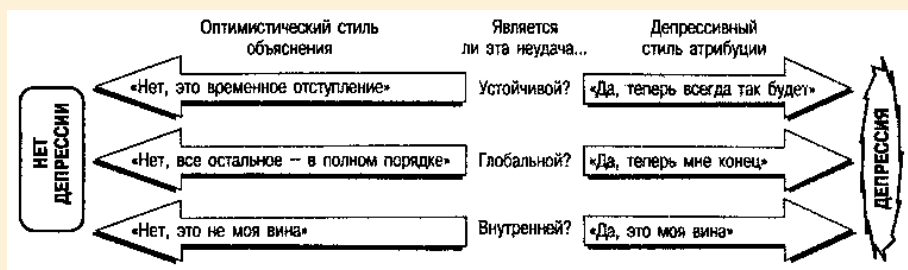 Оптимистический стиль
объяснения
Является
ли эта неудача...
Депрессивный
стиль атрибуции
НЕТ
ДЕПРЕССИИ
«Нет, это временное отступление»
Устойчивой?
«Да, теперь всегда так будет»
«Нет, все остальное – в полном порядке»
Глобальной?
«Да, теперь мне конец»
«Нет, это не моя вина»
Внутренней?
«Да, это моя вина»
ДЕПРЕССИЯ